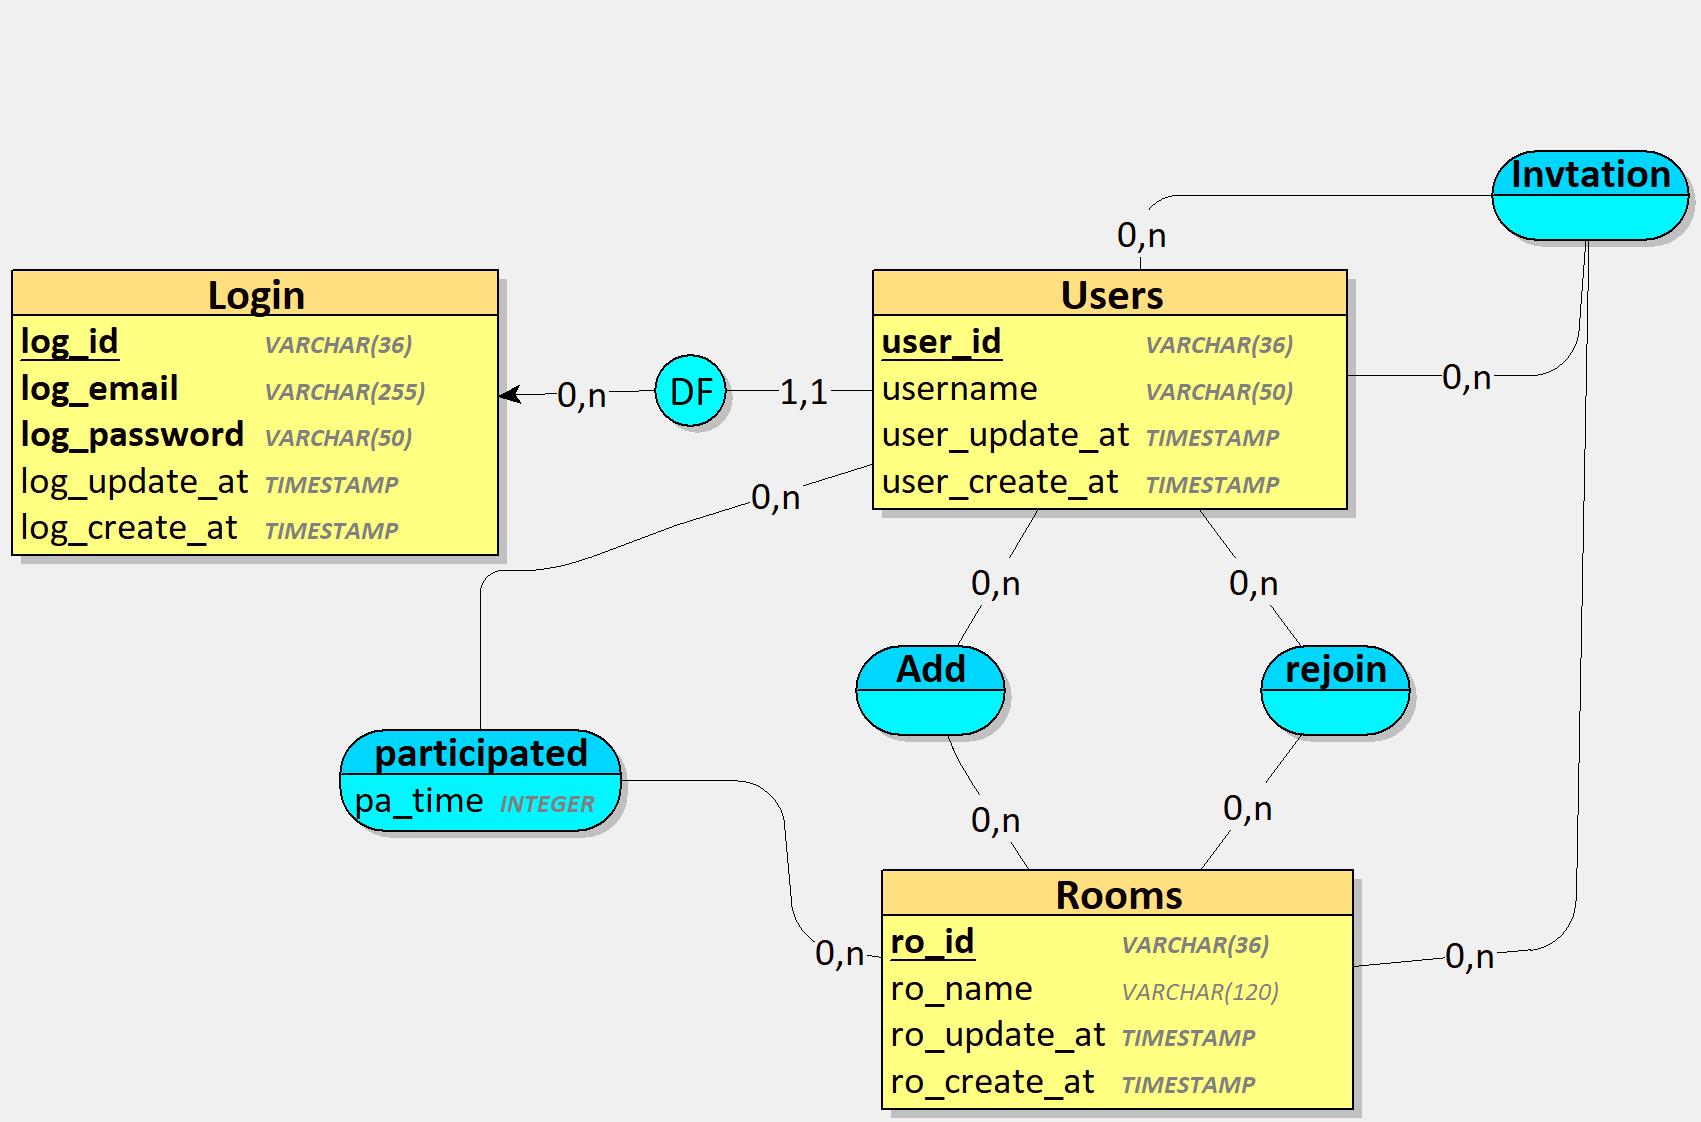 Invtation
0,n
Login
log_id VARCHAR(36)
log_email VARCHAR(255)
log_password VARCHAR(50)
log_update_at TIMESTAMP
log_create_at TIMESTAMP
0,n
DF
1,1
Users
user_id VARCHAR(36)
username VARCHAR(50)
user_update_at TIMESTAMP
user_create_at TIMESTAMP
0,n
0,n
0,n
0,n
Add
rejoin
participated
pa_time INTEGER
0,n
0,n
0,n
Rooms
ro_id VARCHAR(36)
ro_name VARCHAR(120)
ro_update_at TIMESTAMP
ro_create_at TIMESTAMP
0,n